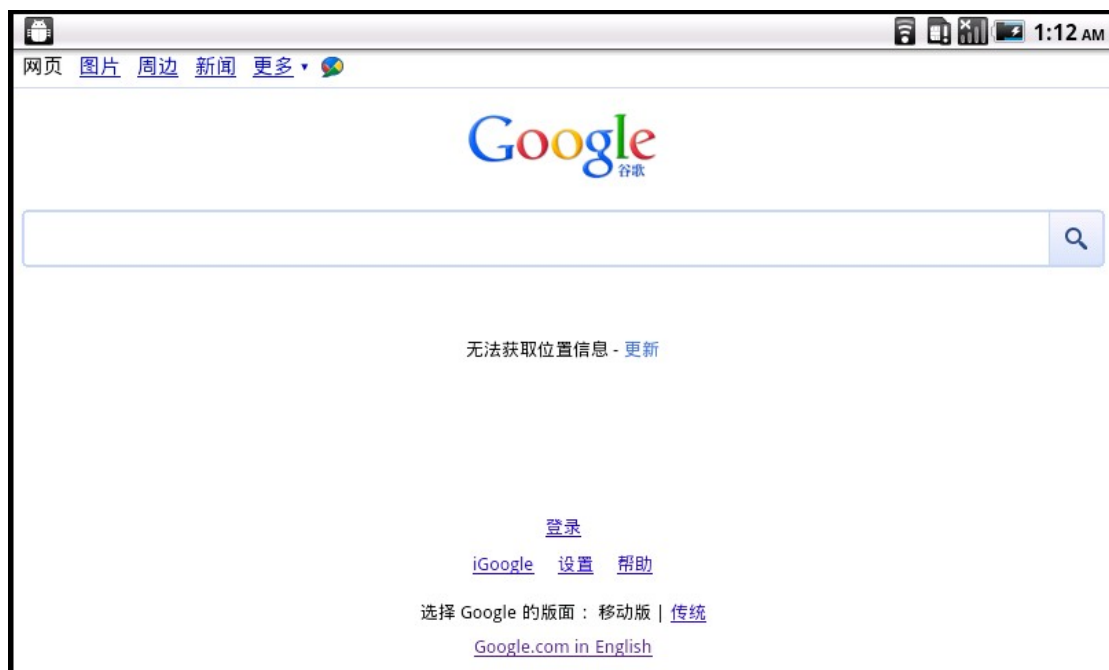 1:12 AM
网页 图片 周边 新闻 更多 ▾
Google
谷歌
无法获取位置信息 - 更新
登录
iGoogle 设置 帮助
选择 Google 的版面： 移动版 | 传统
Google.com in English